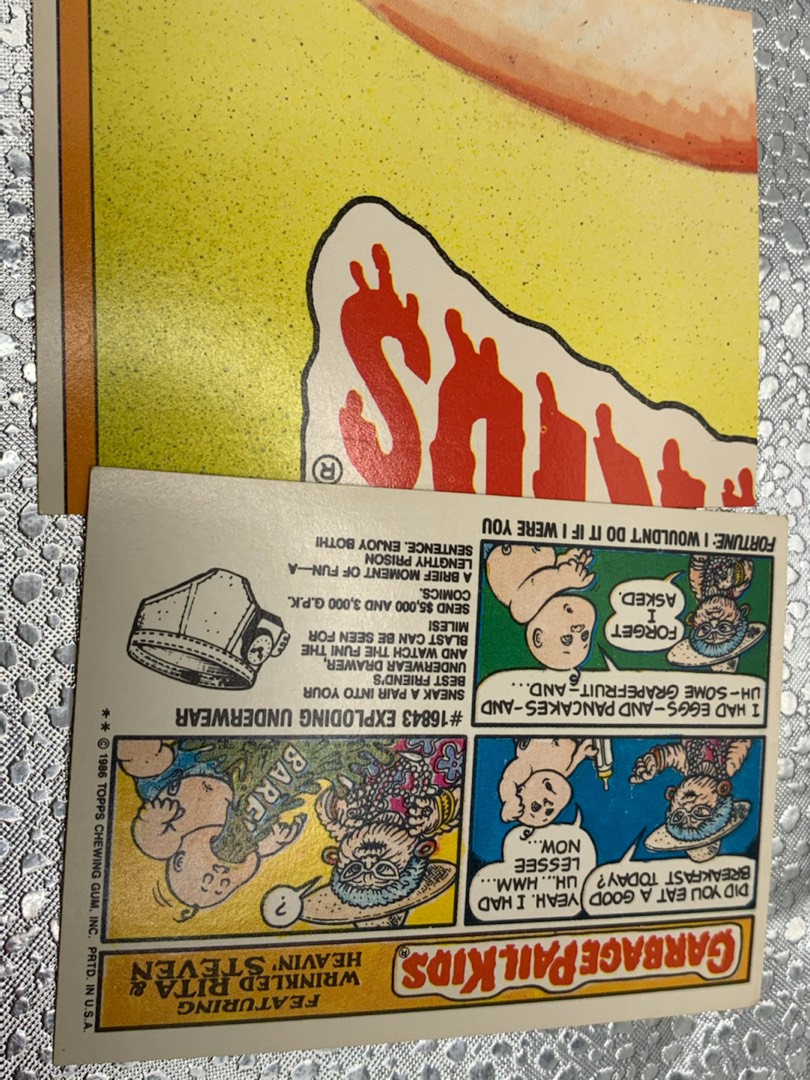 FEATURING
WRINKLED RITA &
HEAVIN' STEVEN
GARBAGE PAIL KIDS®
DID YOU EAT A GOOD
BREAKFAST TODAY?
YEAH. I HAD
UH... HMM...
LESSEE
NOW...
I HAD EGGS-AND PANCAKES-AND
UH-SOME GRAPEFRUIT-AND...
FORGET
I
ASKED.
?
BARF!
#16843 EXPLODING UNDERWEAR
SNEAK A PAIR INTO YOUR
BEST FRIEND'S
UNDERWEAR DRAWER,
AND WATCH THE FUN! THE
BLAST CAN BE SEEN FOR
MILES!
SEND $5,000 AND 3,000 G.P.K.
COMICS.
A BRIEF MOMENT OF FUN—A
LENGTHY PRISON
SENTENCE. ENJOY BOTH!
FORTUNE: I WOULDN'T DO IT IF I WERE YOU
** © 1986 TOPPS CHEWING GUM, INC. PRTD. IN U.S.A.
®